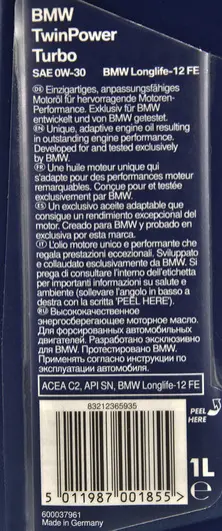 BMW
TwinPower
Turbo
SAE 0W-30 BMW Longlife-12 FE
DE Einzigartiges, anpassungsfähiges
Motoröl für hervorragende Motoren-
Performance. Exklusiv für BMW
entwickelt und von BMW getestet.
EN Unique, adaptive engine oil resulting
in outstanding engine performance.
Developed for and tested exclusively
by BMW.
FR Une huile moteur unique qui
s'adapte pour des performances moteur
remarquables. Conçue pour et testée
exclusivement par BMW.
ES Un exclusivo aceite adaptable que
consigue un rendimiento excepcional del
motor. Creado para BMW y probado en
exclusiva por esta marca.
IT L'olio motore unico e performante che
regala prestazioni eccezionali. Sviluppato
e collaudato esclusivamente da BMW. Si
prega di consultare l'interno dell'etichetta
per importanti informazioni su salute e
ambiente (sollevare l'angolo in basso a
destra con la scritta 'PEEL HERE').
RU Высококачественное
энергосберегающее моторное масло.
Для форсированных автомобильных
двигателей. Разработано эксклюзивно
для BMW. Протестировано BMW.
Применять согласно инструкции по
эксплуатации автомобиля.
ACEA C2, API SN, BMW Longlife-12 FE
83212365935
PEEL
HERE
1L
e
5 011987 001855 >
600037961
Made in Germany